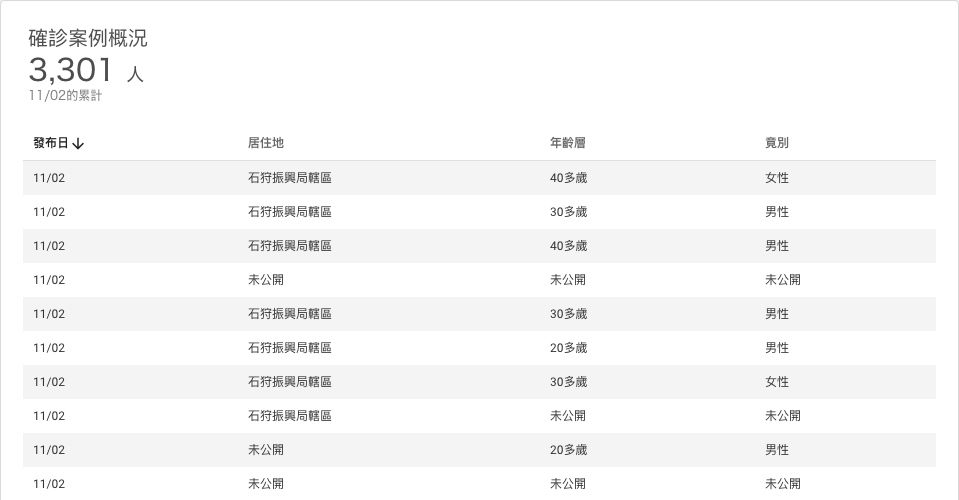 確診案例概況
3,301 人
11/02的累計
發布日↓ 居住地 年齡層 竟別
11/02 石狩振興局轄區 40多歲 女性
11/02 石狩振興局轄區 30多歲 男性
11/02 石狩振興局轄區 40多歲 男性
11/02 未公開 未公開 未公開
11/02 石狩振興局轄區 30多歲 男性
11/02 石狩振興局轄區 20多歲 男性
11/02 石狩振興局轄區 30多歲 女性
11/02 石狩振興局轄區 未公開 未公開
11/02 未公開 20多歲 男性
11/02 未公開 未公開 未公開